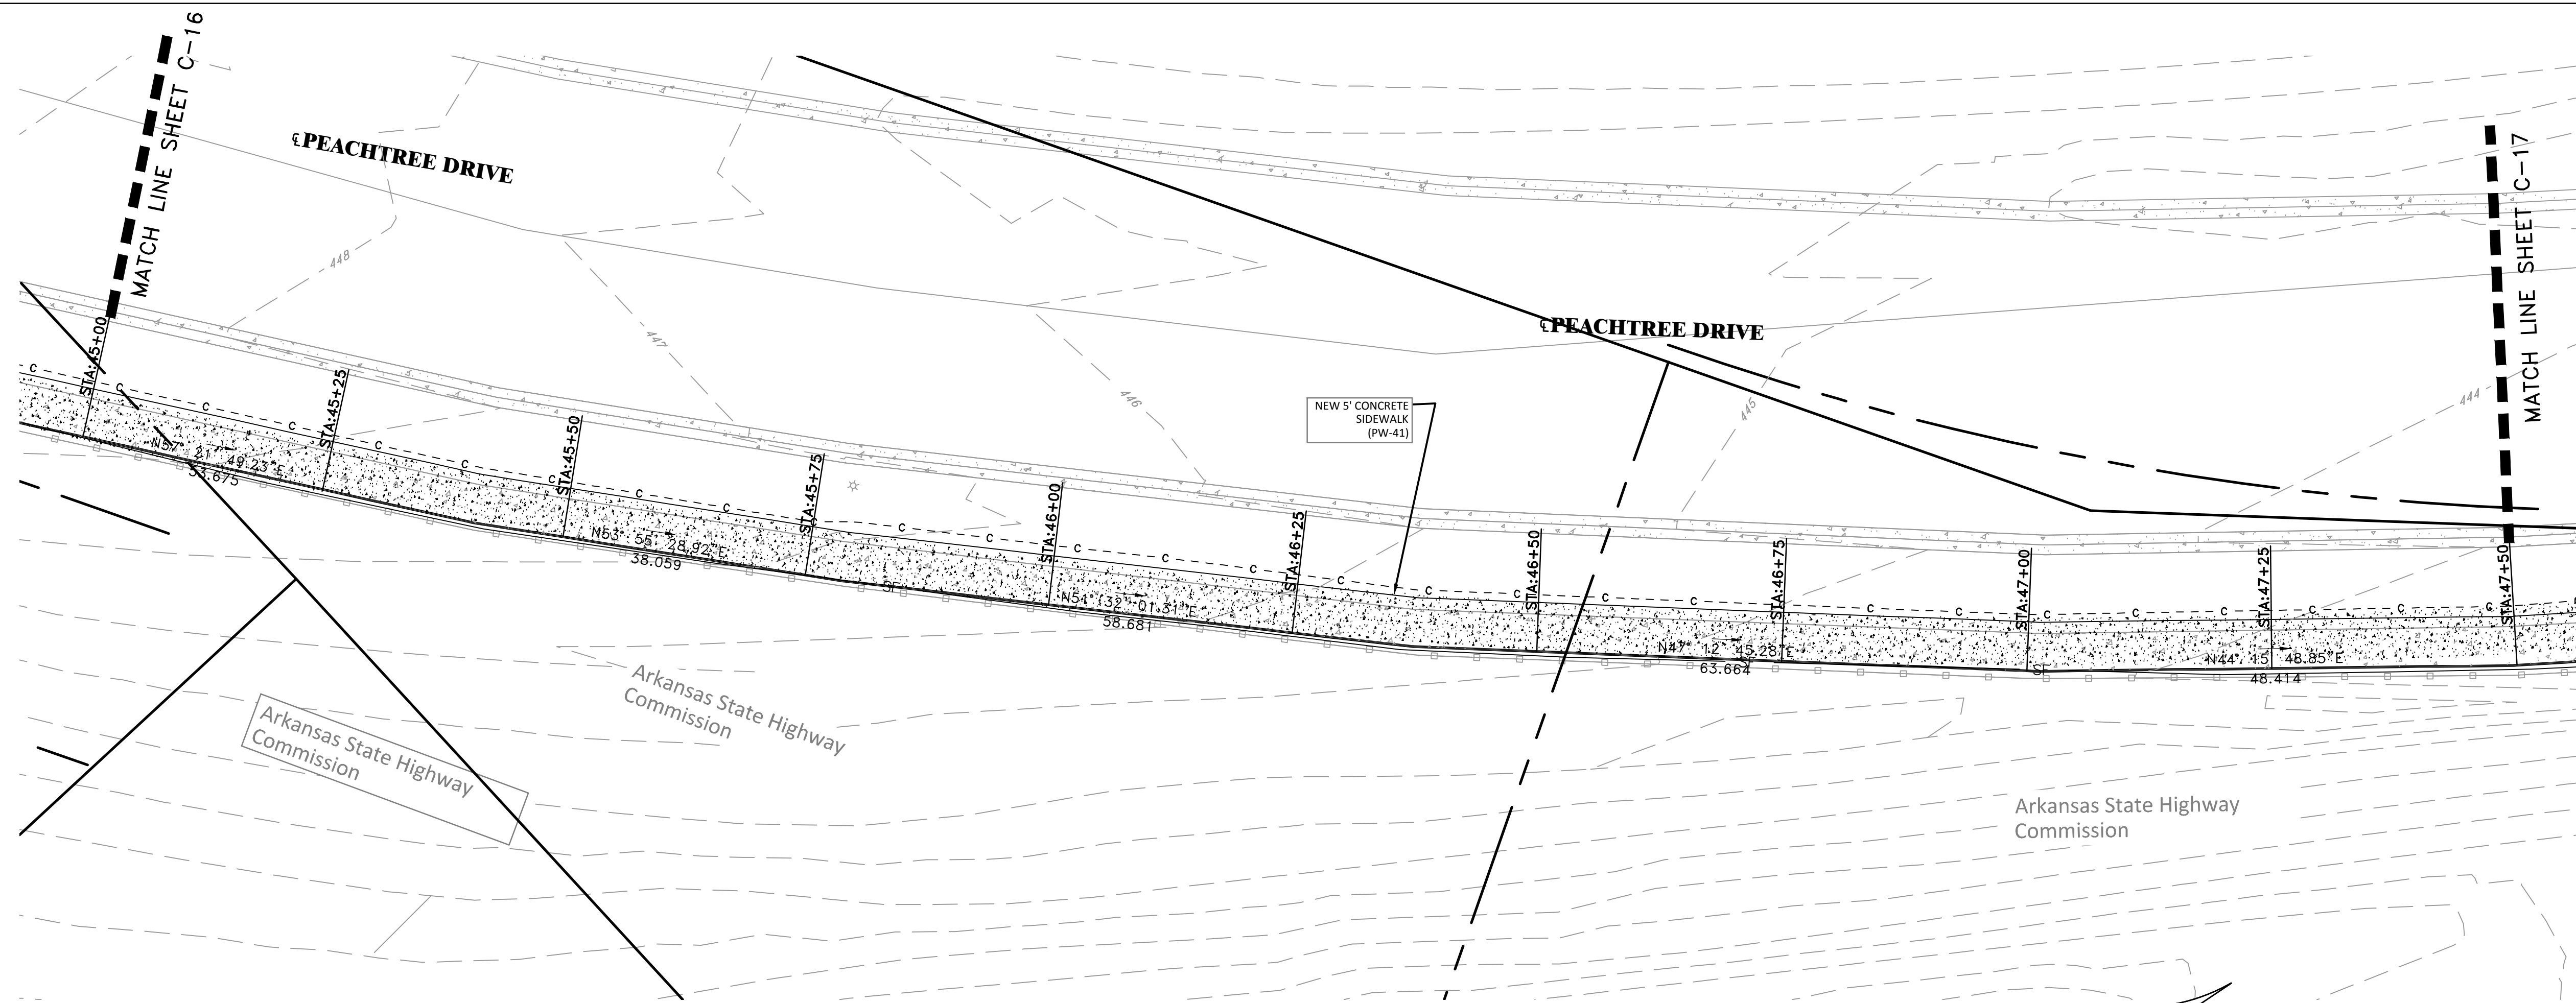 MATCH LINE SHEET C-16
℄PEACHTREE DRIVE
448
447
446
445
444
℄PEACHTREE DRIVE
MATCH LINE SHEET C-17
STA:45+00
STA:45+25
STA:45+50
STA:45+75
STA:46+00
STA:46+25
STA:46+50
STA:46+75
STA:47+00
STA:47+25
STA:47+50
NEW 5' CONCRETE
SIDEWALK
(PW-41)
C C C C C C C C C C C C C C C C C C C C C C C C C C C C
N57° 21' 49.23"E
53.675
N53° 55' 28.92"E
38.059
SF
N51° 32' 01.31"E
58.681
N47° 12' 45.28"E
63.664
SF
N44° 15' 48.85"E
48.414
Arkansas State Highway
Commission
Arkansas State Highway
Commission
Arkansas State Highway
Commission